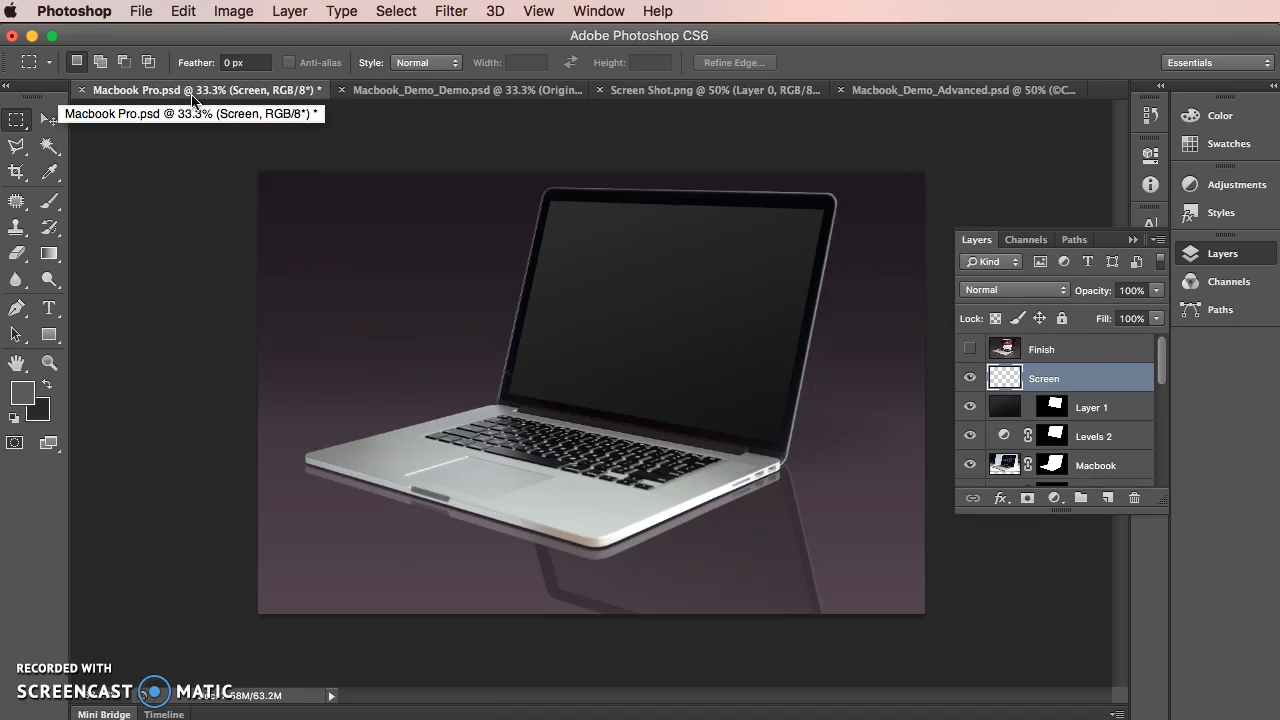 Photoshop File Edit Image Layer Type Select Filter 3D View Window Help
Adobe Photoshop CS6
Feather: 0 px Anti-alias Style: Normal Width: Height: Refine Edge... Essentials
Macbook Pro.psd @ 33.3% (Screen, RGB/8*) * Macbook_Demo_Demo.psd @ 33.3% (Origin... Screen Shot.png @ 50% (Layer 0, RGB/8... Macbook_Demo_Advanced.psd @ 50% (©C...
Macbook Pro.psd @ 33.3% (Screen, RGB/8*) *
Color
Swatches
Adjustments
Styles
Layers
Channels
Paths
Layers Channels Paths
Kind
Normal Opacity: 100%
Lock: Fill: 100%
Finish
Screen
Layer 1
Levels 2
Macbook
RECORDED WITH
SCREENCAST MATIC
68M/63.2M
Mini Bridge Timeline